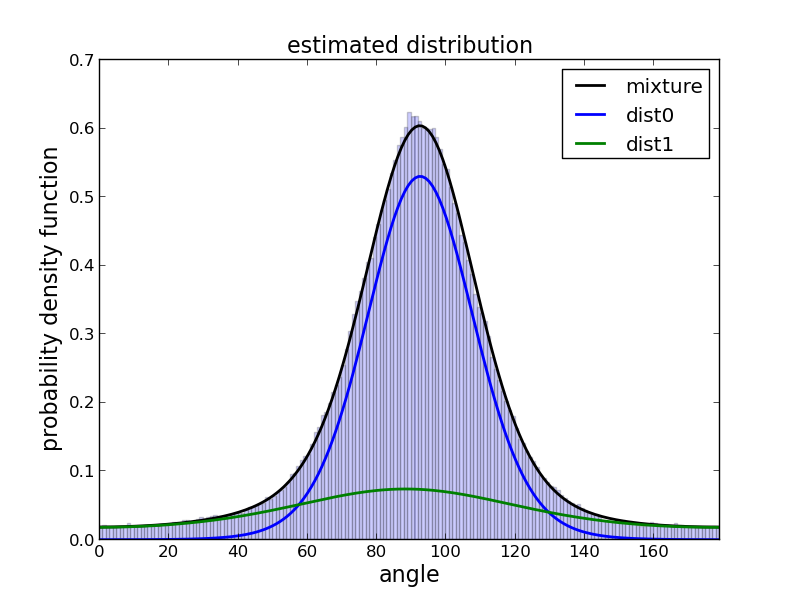 estimated distribution
mixture
dist0
dist1
probability density function
0.7
0.6
0.5
0.4
0.3
0.2
0.1
0.0
0 20 40 60 80 100 120 140 160
angle